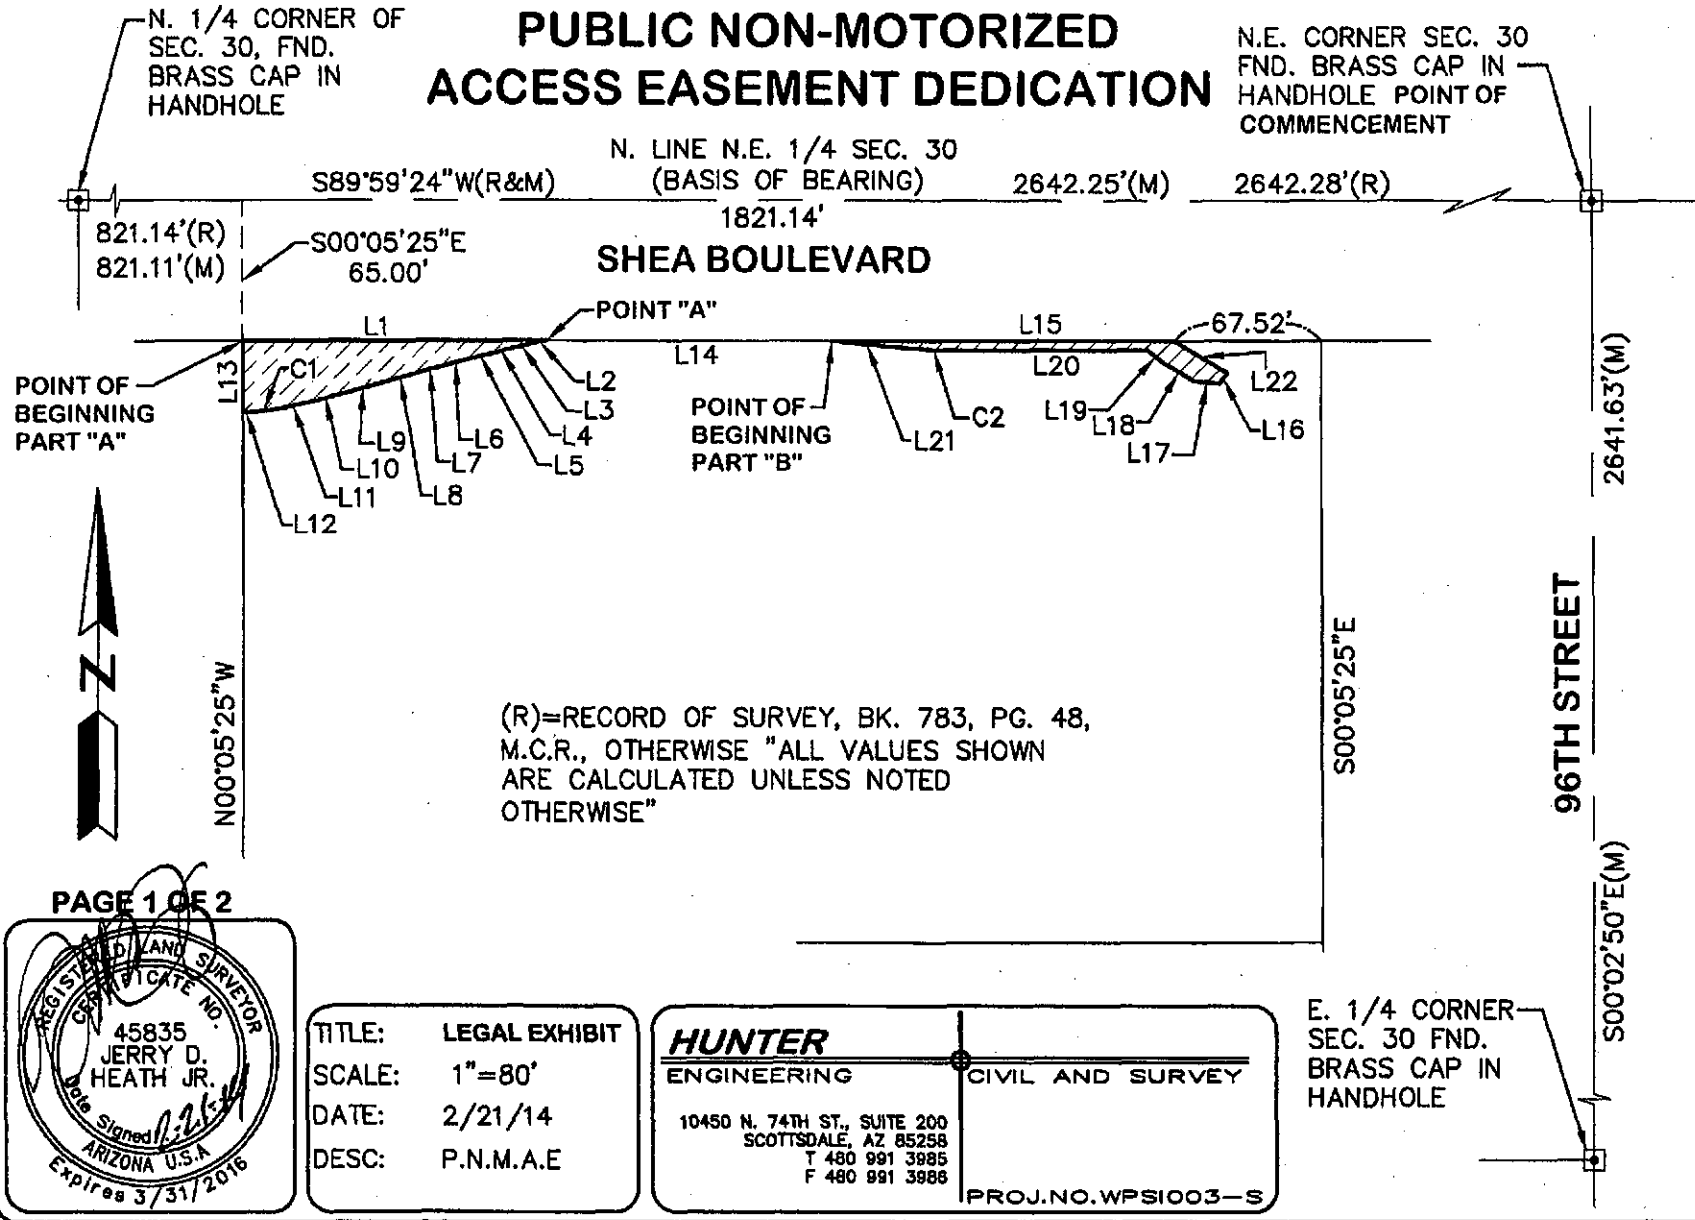 PUBLIC NON-MOTORIZED
ACCESS EASEMENT DEDICATION
N. 1/4 CORNER OF
SEC. 30, FND.
BRASS CAP IN
HANDHOLE
N.E. CORNER SEC. 30
FND. BRASS CAP IN
HANDHOLE POINT OF
COMMENCEMENT
N. LINE N.E. 1/4 SEC. 30
(BASIS OF BEARING)
S89°59'24"W(R&M)
2642.25'(M)
2642.28'(R)
1821.14'
821.14'(R)
821.11'(M)
S00°05'25"E
65.00'
SHEA BOULEVARD
POINT "A"
L1
L14
L15
67.52'
L13
C1
L2
L3
L4
L5
L6
L7
L8
L9
L10
L11
L12
POINT OF
BEGINNING
PART "A"
POINT OF
BEGINNING
PART "B"
L20
L22
L19
L18
L17
L16
C2
L21
2641.63'(M)
N
N00°05'25"W
S00°05'25"E
96TH STREET
S00°02'50"E(M)
(R)=RECORD OF SURVEY, BK. 783, PG. 48,
M.C.R., OTHERWISE "ALL VALUES SHOWN
ARE CALCULATED UNLESS NOTED
OTHERWISE"
PAGE 1 OF 2
REGISTERED LAND SURVEYOR
CERTIFICATE NO.
45835
JERRY D.
HEATH JR.
Date Signed
ARIZONA U.S.A
Expires 3/31/2016
TITLE: LEGAL EXHIBIT
SCALE: 1"=80'
DATE: 2/21/14
DESC: P.N.M.A.E
HUNTER
ENGINEERING
CIVIL AND SURVEY
10450 N. 74TH ST., SUITE 200
SCOTTSDALE, AZ 85258
T 480 991 3985
F 480 991 3986
PROJ.NO.WPSI003-S
E. 1/4 CORNER
SEC. 30 FND.
BRASS CAP IN
HANDHOLE